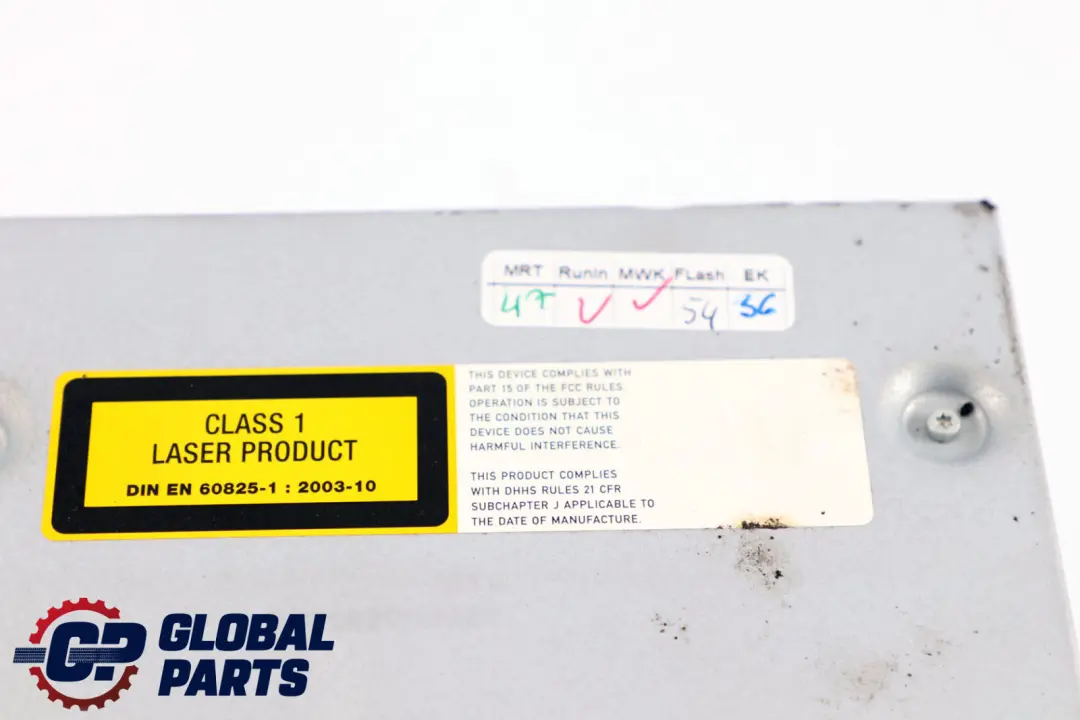 MRT RunIn MWK FLash EK
47 54 36
CLASS 1
LASER PRODUCT
DIN EN 60825-1 : 2003-10
THIS DEVICE COMPLIES WITH
PART 15 OF THE FCC RULES.
OPERATION IS SUBJECT TO
THE CONDITION THAT THIS
DEVICE DOES NOT CAUSE
HARMFUL INTERFERENCE.
THIS PRODUCT COMPLIES
WITH DHHS RULES 21 CFR
SUBCHAPTER J APPLICABLE TO
THE DATE OF MANUFACTURE.
GP GLOBAL
PARTS